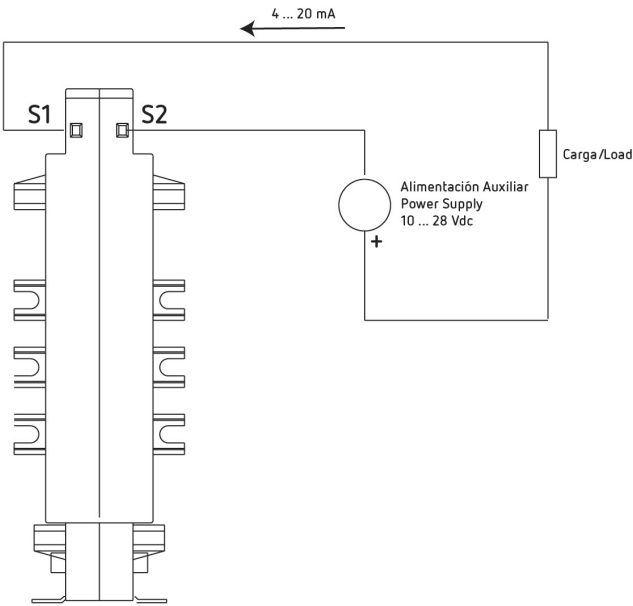 4 ... 20 mA
S1
S2
Carga/Load
Alimentación Auxiliar
Power Supply
10 ... 28 Vdc
+